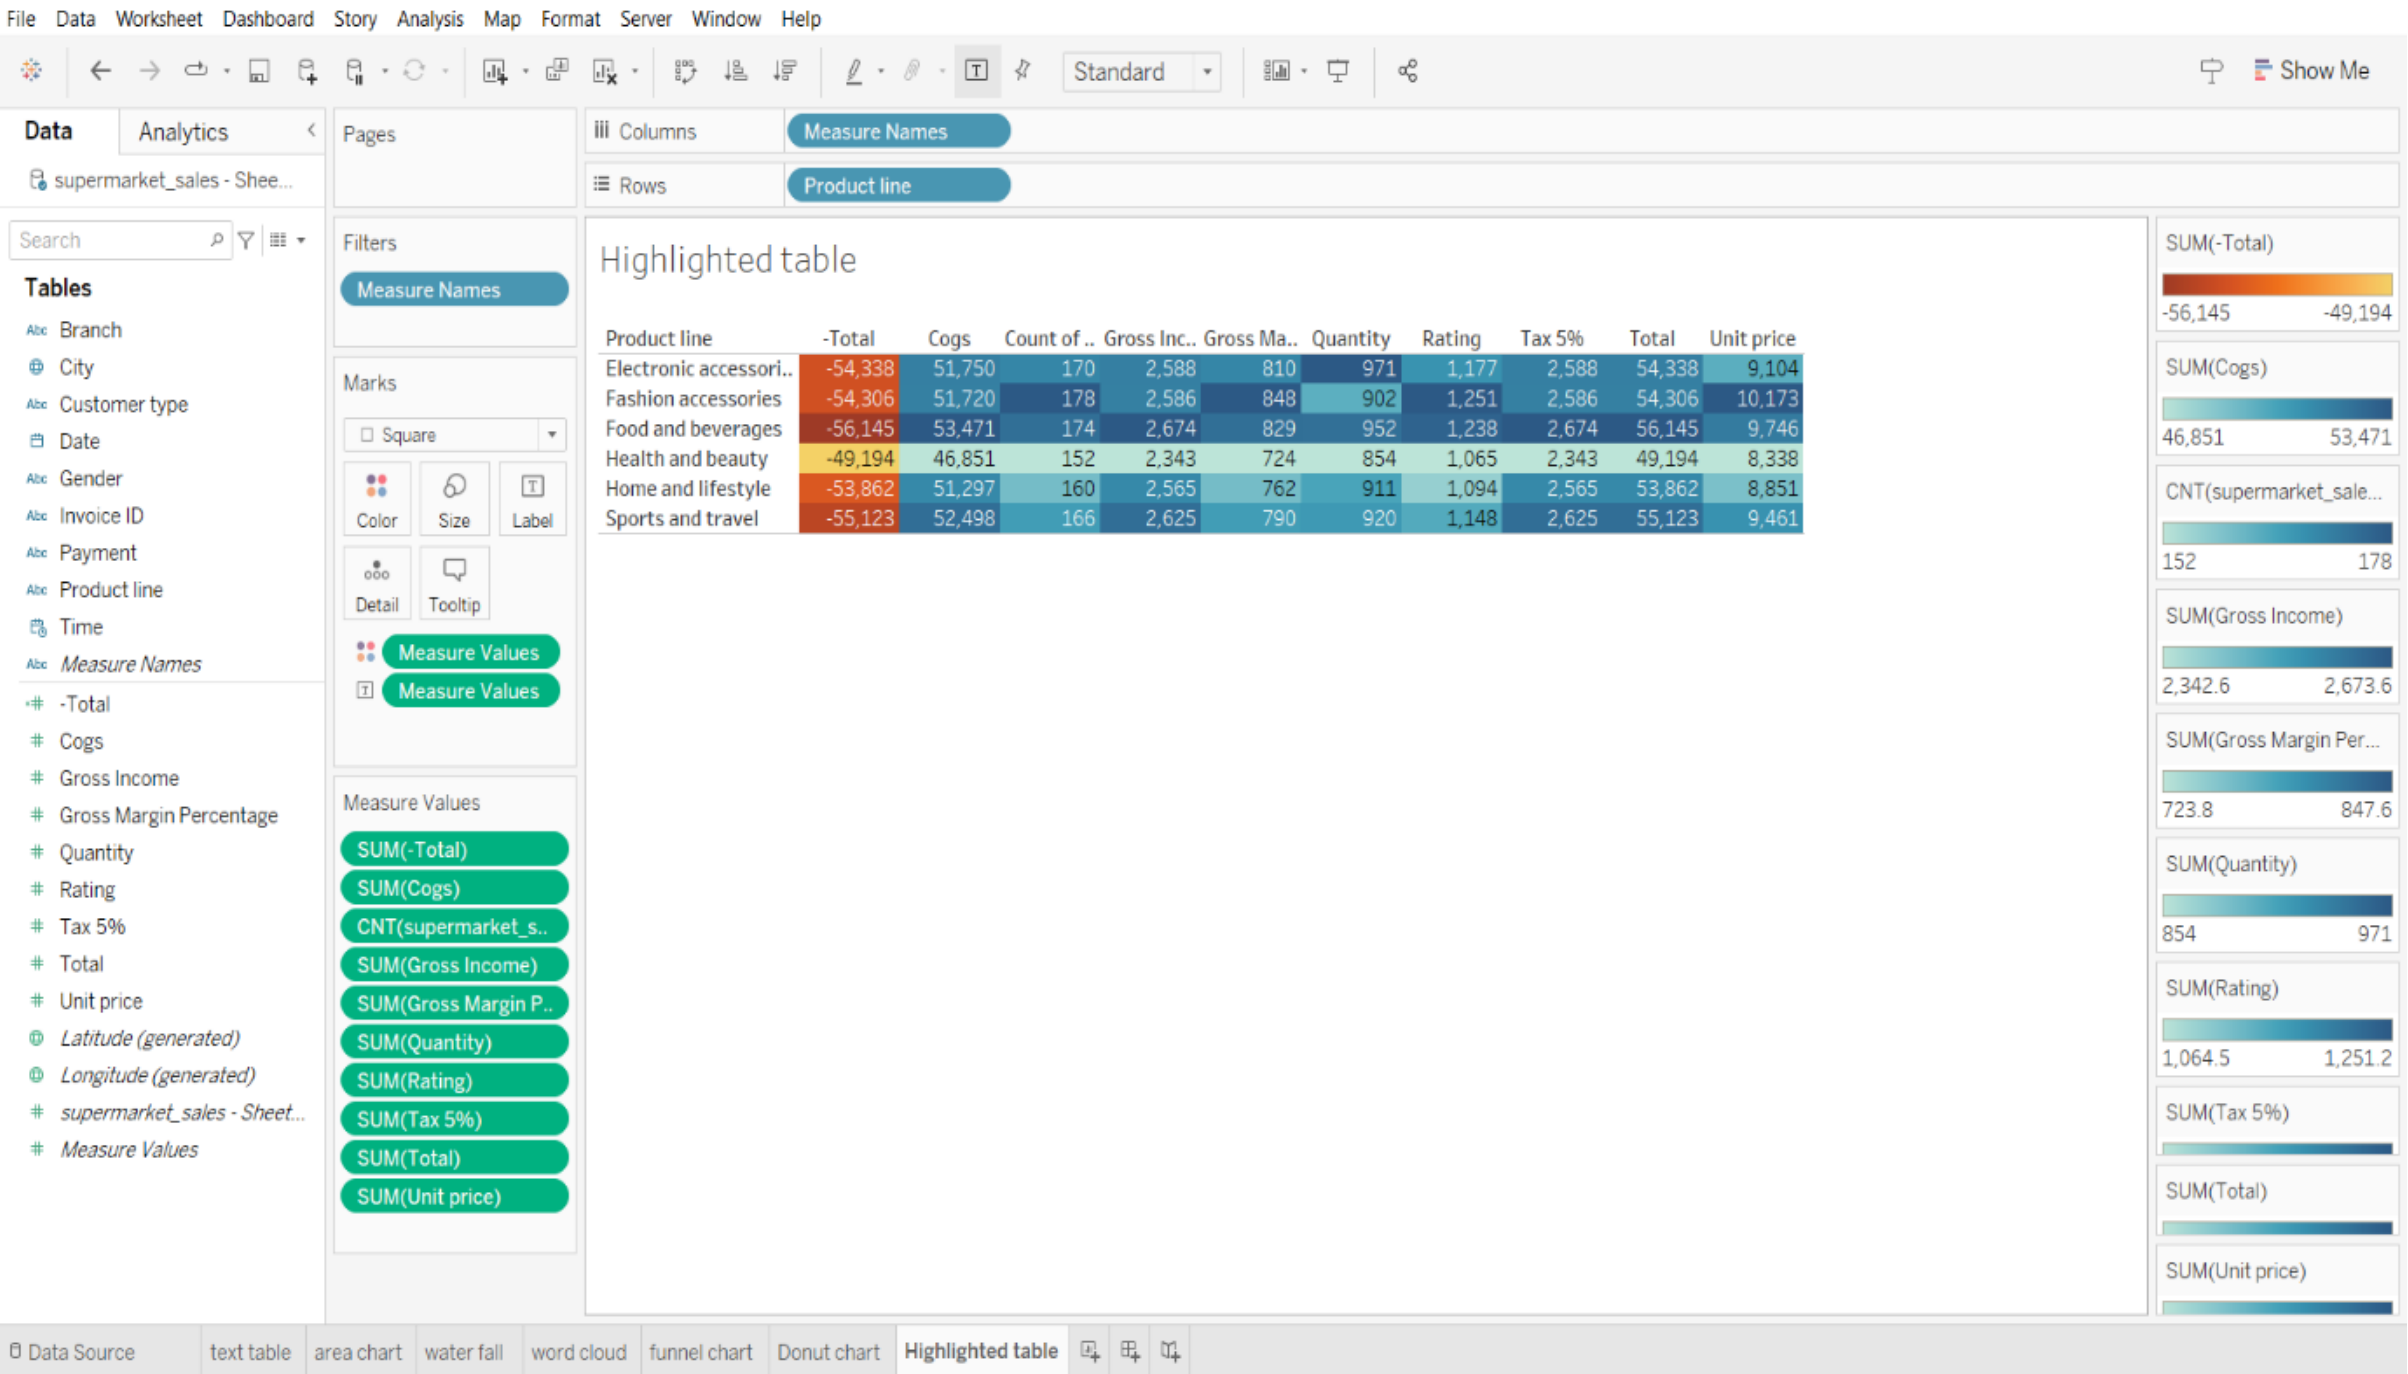 File Data Worksheet Dashboard Story Analysis Map Format Server Window Help
Standard
Show Me
Data Analytics
supermarket_sales - Shee...
Search
Tables
Abc Branch
City
Abc Customer type
Date
Abc Gender
Abc Invoice ID
Abc Payment
Abc Product line
Time
Abc Measure Names
-Total
Cogs
Gross Income
Gross Margin Percentage
Quantity
Rating
Tax 5%
Total
Unit price
Latitude (generated)
Longitude (generated)
supermarket_sales - Sheet...
Measure Values
Pages
Filters
Measure Names
Marks
Square
Color Size Label
Detail Tooltip
Measure Values
Measure Values
Measure Values
SUM(-Total)
SUM(Cogs)
CNT(supermarket_s..
SUM(Gross Income)
SUM(Gross Margin P..
SUM(Quantity)
SUM(Rating)
SUM(Tax 5%)
SUM(Total)
SUM(Unit price)
Columns Measure Names
Rows Product line
Highlighted table
Product line -Total Cogs Count of .. Gross Inc.. Gross Ma.. Quantity Rating Tax 5% Total Unit price
Electronic accessori.. -54,338 51,750 170 2,588 810 971 1,177 2,588 54,338 9,104
Fashion accessories -54,306 51,720 178 2,586 848 902 1,251 2,586 54,306 10,173
Food and beverages -56,145 53,471 174 2,674 829 952 1,238 2,674 56,145 9,746
Health and beauty -49,194 46,851 152 2,343 724 854 1,065 2,343 49,194 8,338
Home and lifestyle -53,862 51,297 160 2,565 762 911 1,094 2,565 53,862 8,851
Sports and travel -55,123 52,498 166 2,625 790 920 1,148 2,625 55,123 9,461
SUM(-Total)
-56,145 -49,194
SUM(Cogs)
46,851 53,471
CNT(supermarket_sale...
152 178
SUM(Gross Income)
2,342.6 2,673.6
SUM(Gross Margin Per...
723.8 847.6
SUM(Quantity)
854 971
SUM(Rating)
1,064.5 1,251.2
SUM(Tax 5%)
SUM(Total)
SUM(Unit price)
Data Source text table area chart water fall word cloud funnel chart Donut chart Highlighted table